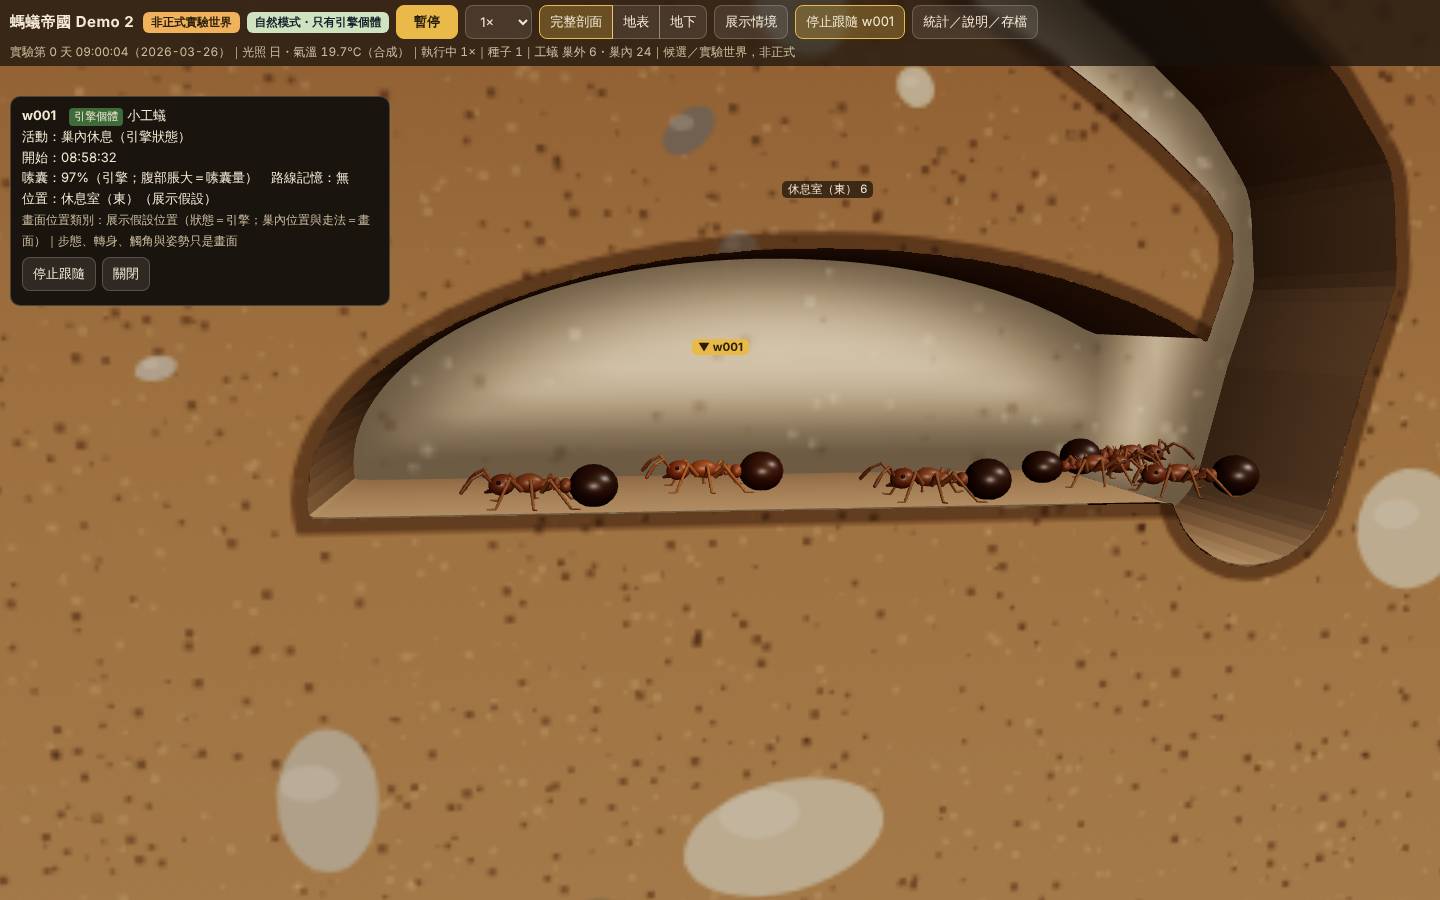 螞蟻帝國 Demo 2 非正式實驗世界 自然模式・只有引擎個體 暫停 1× 完整剖面 地表 地下 展示情境 停止跟隨 w001 統計／說明／存檔
實驗第 0 天 09:00:04（2026-03-26）｜光照 日・氣溫 19.7°C（合成）｜執行中 1×｜種子 1｜工蟻 巢外 6・巢內 24｜候選／實驗世界，非正式
w001 引擎個體 小工蟻
活動：巢內休息（引擎狀態）
開始：08:58:32
嗉囊：97%（引擎；腹部脹大＝嗉囊量） 路線記憶：無
位置：休息室（東）（展示假設）
畫面位置類別：展示假設位置（狀態＝引擎；巢內位置與走法＝畫
面）｜步態、轉身、觸角與姿勢只是畫面
停止跟隨 關閉
休息室（東） 6
▼ w001